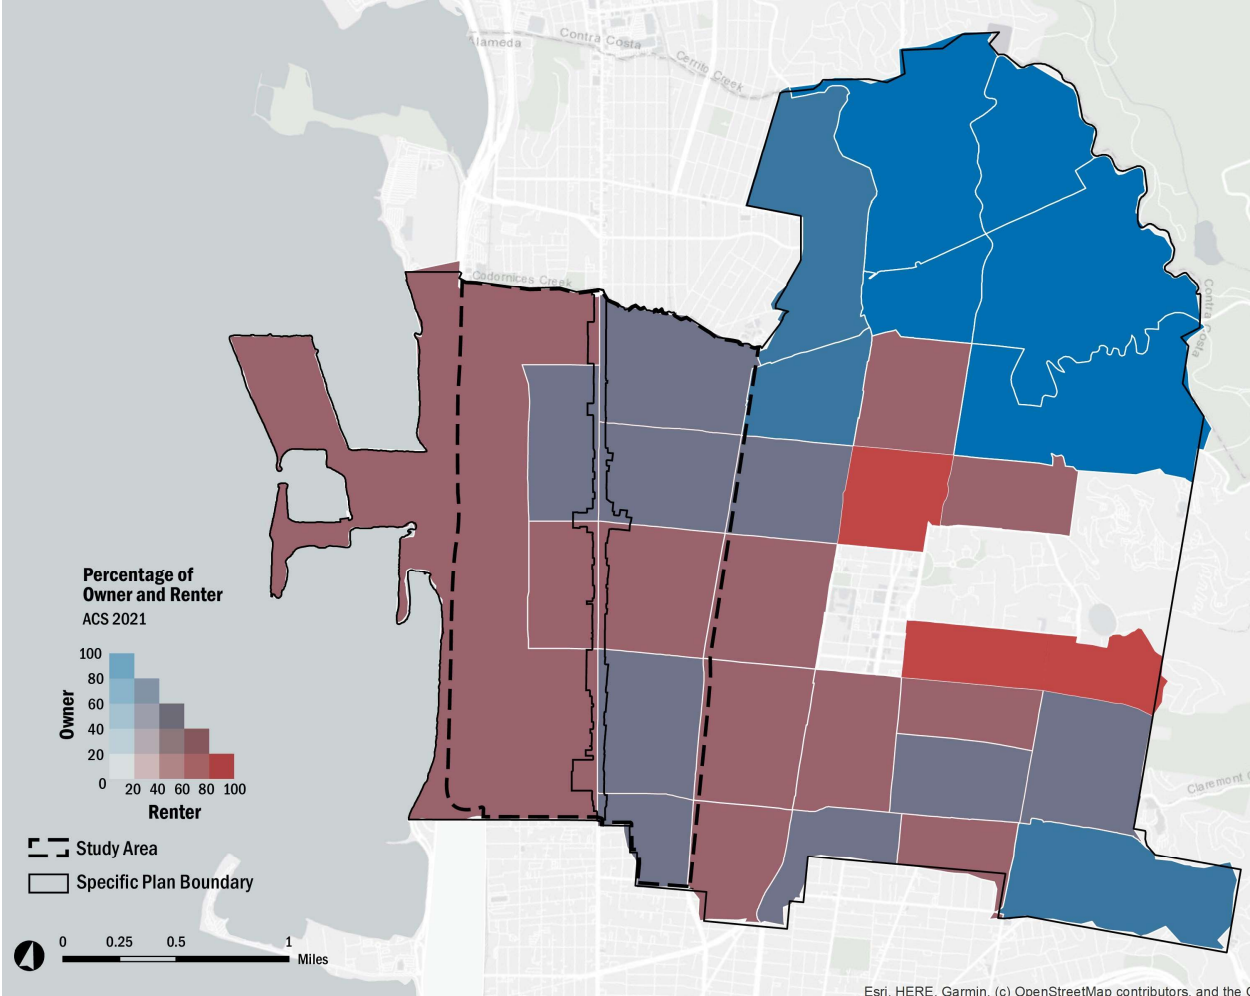 Contra Costa
Alameda
Cerrito Creek
Codornices Creek
Contra Costa
Percentage of
Owner and Renter
ACS 2021
100
80
60
40
20
0
Owner
20 40 60 80 100
Renter
Claremont
Study Area
Specific Plan Boundary
0 0.25 0.5 1
Miles
Esri, HERE, Garmin, (c) OpenStreetMap contributors, and the